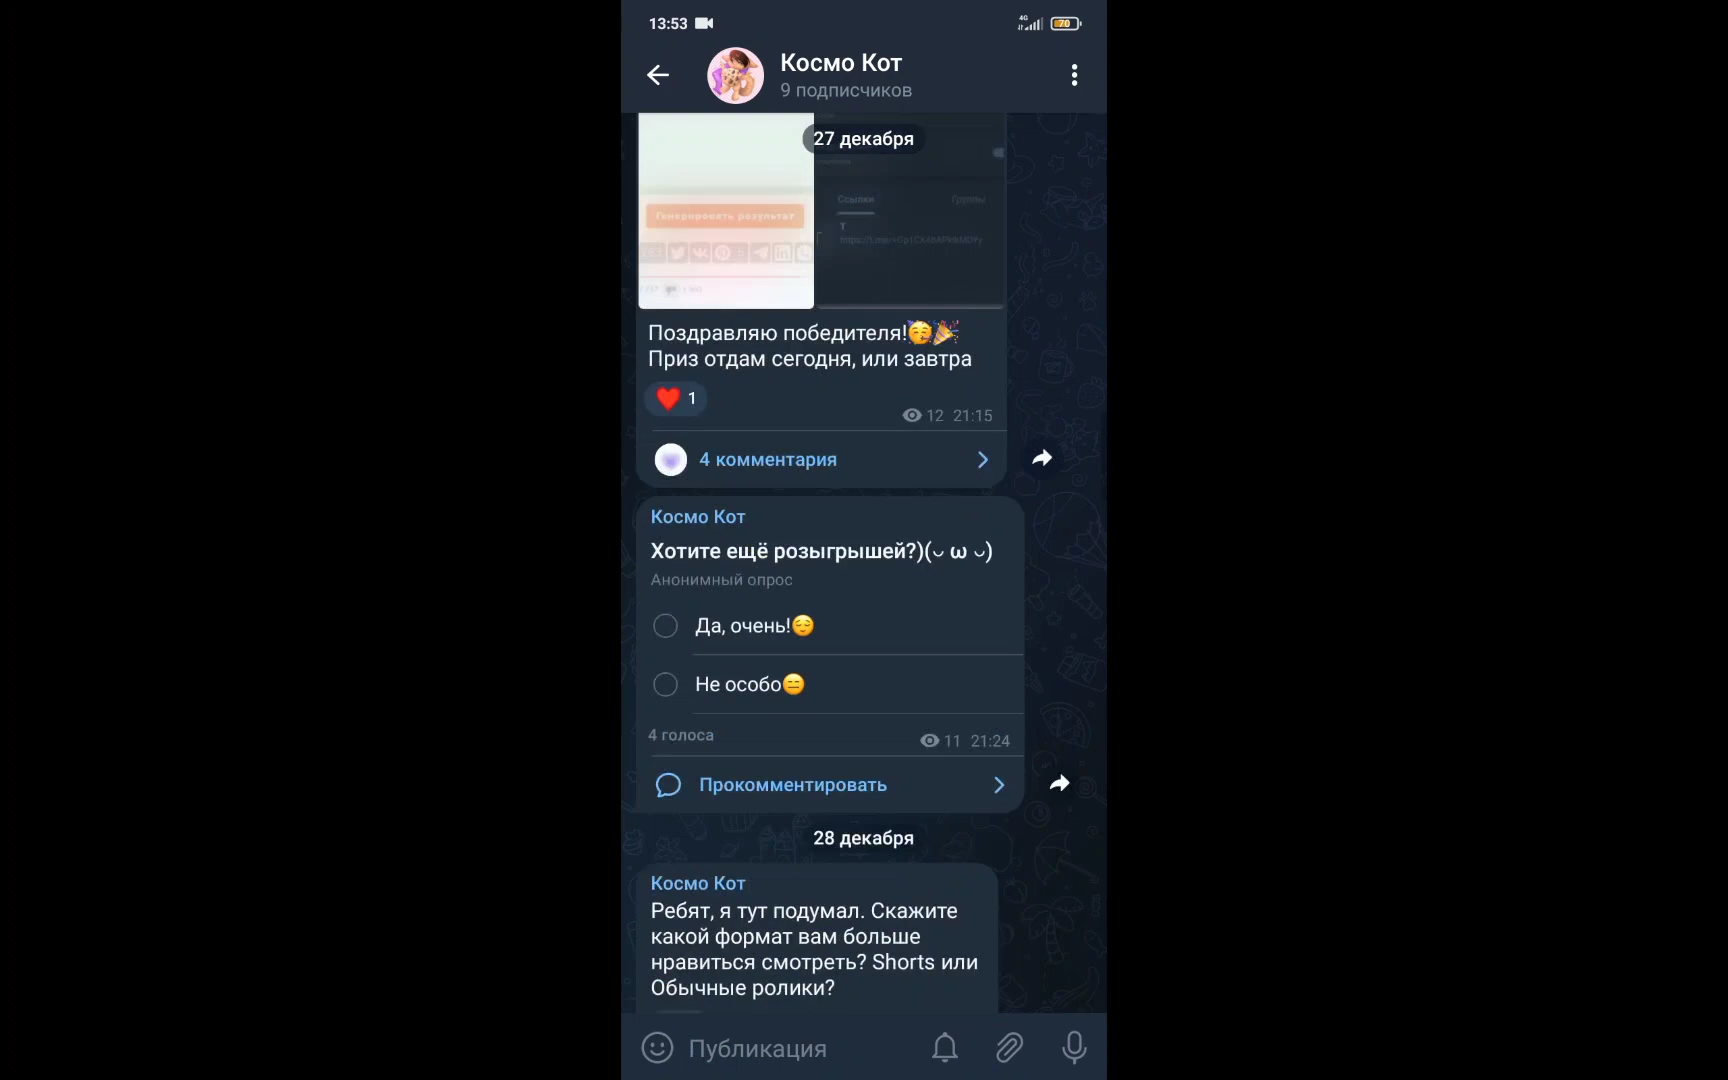 13:53
4G
70
Космо Кот
9 подписчиков
27 декабря
Генерировать результат
Ссылки
Группы
Поздравляю победителя!🥳🎉
Приз отдам сегодня, или завтра
❤️ 1
12 21:15
4 комментария
Космо Кот
Хотите ещё розыгрышей?)(◡ ω ◡)
Анонимный опрос
Да, очень!😌
Не особо😑
4 голоса
11 21:24
Прокомментировать
28 декабря
Космо Кот
Ребят, я тут подумал. Скажите
какой формат вам больше
нравиться смотреть? Shorts или
Обычные ролики?
Публикация